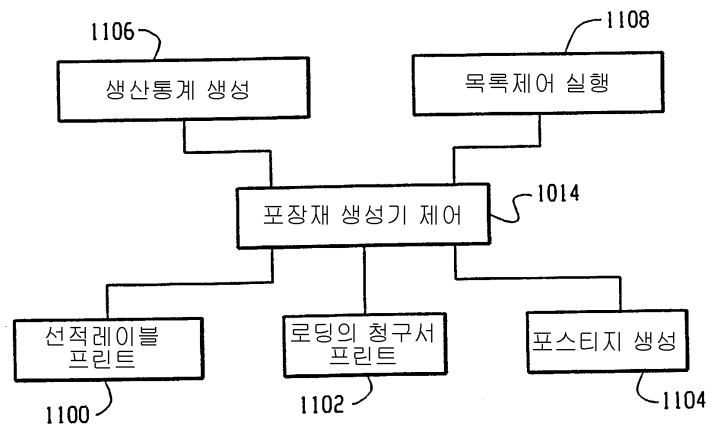 1106
1108
생산통계 생성
목록제어 실행
포장재 생성기 제어
1014
선적레이블
프린트
로딩의 청구서
프린트
포스티지 생성
1100
1102
1104